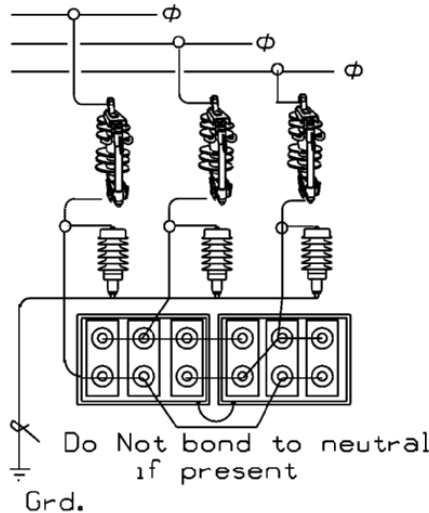 ϕ
ϕ
ϕ
Do Not bond to neutral
if present
Grd.